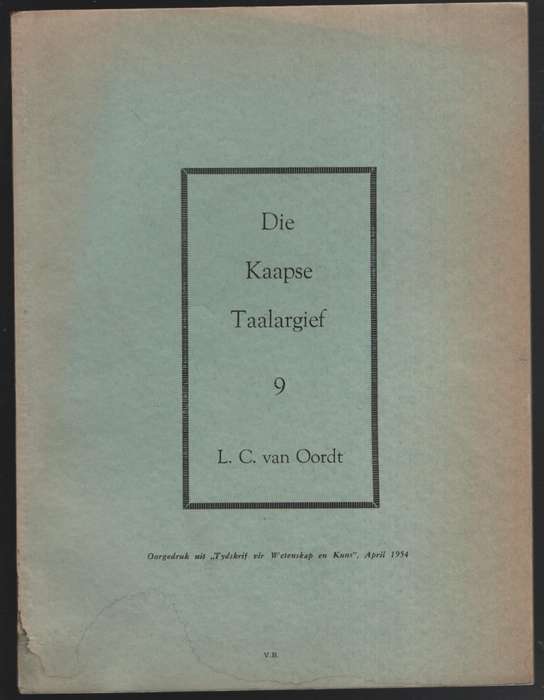 Die
Kaapse
Taalargief
9
L. C. van Oordt
Oorgedruk uit „Tydskrif vir Wetenskap en Kuns”, April 1954
V.B.